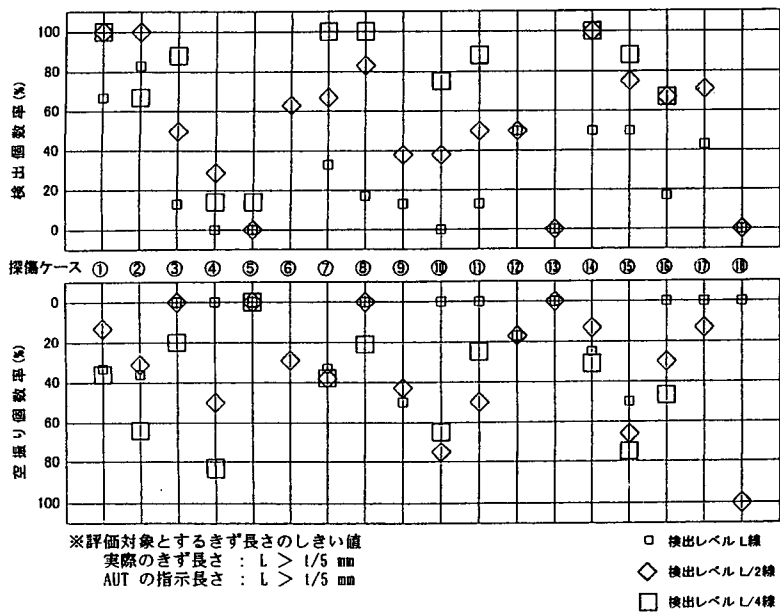 検出個数率(%)
100
80
60
40
20
0
探傷ケース ① ② ③ ④ ⑤ ⑥ ⑦ ⑧ ⑨ ⑩ ⑪ ⑫ ⑬ ⑭ ⑮ ⑯ ⑰ ⑱
空振り個数率(%)
0
20
40
60
80
100
※評価対象とするきず長さのしきい値
実際のきず長さ : L > t/5 mm
AUT の指示長さ : L > t/5 mm
検出レベル L線
検出レベル L/2線
検出レベル L/4線